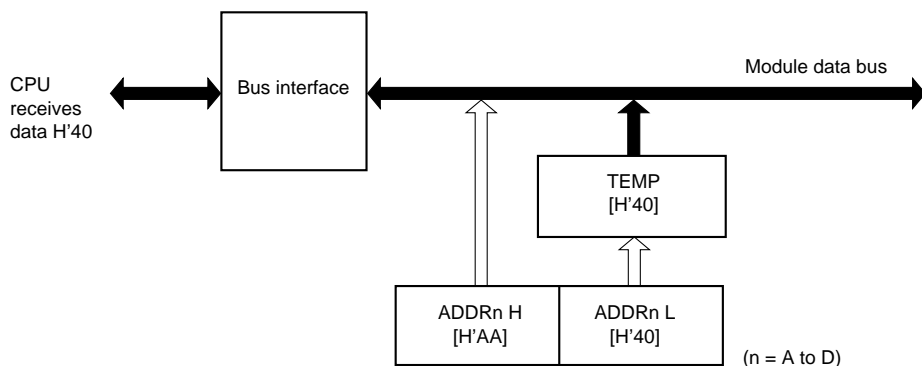 CPU
receives
data H'40
Bus interface
Module data bus
TEMP
[H'40]
ADDRn H
[H'AA]
ADDRn L
[H'40]
(n = A to D)